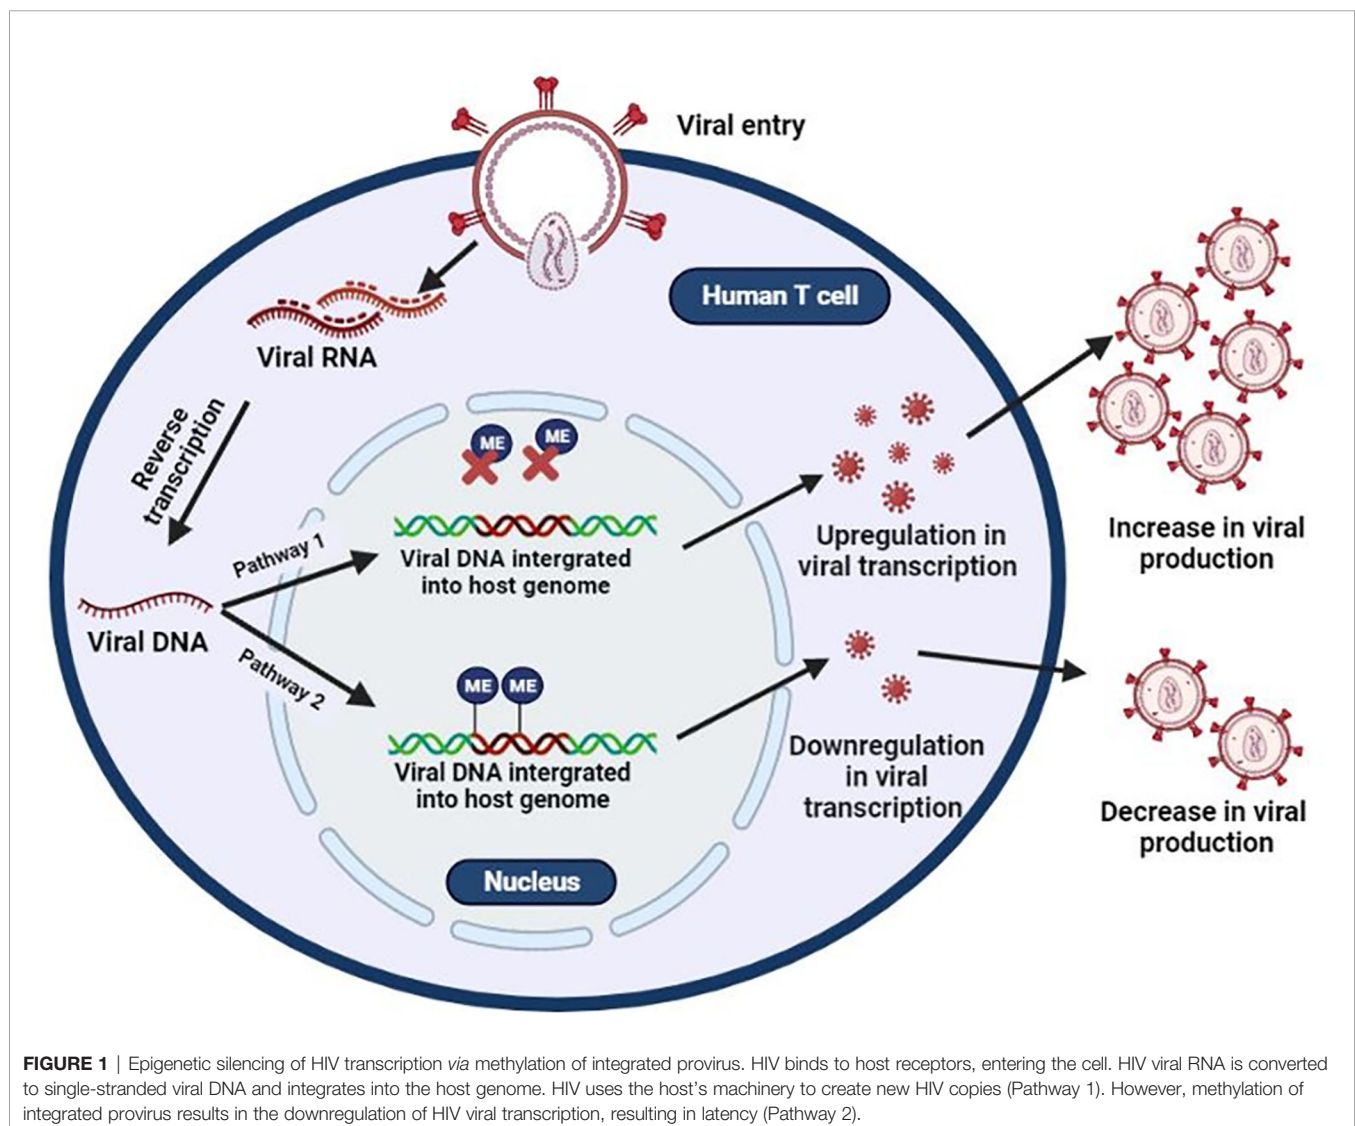 Viral entry
Human T cell
Viral RNA
Reverse
transcription
ME
ME
Pathway 1
Viral DNA intergrated
into host genome
Upregulation in
viral transcription
Increase in viral
production
Viral DNA
Pathway 2
ME
ME
Viral DNA intergrated
into host genome
Downregulation
in viral
transcription
Decrease in viral
production
Nucleus
FIGURE 1 | Epigenetic silencing of HIV transcription via methylation of integrated provirus. HIV binds to host receptors, entering the cell. HIV viral RNA is converted
to single-stranded viral DNA and integrates into the host genome. HIV uses the host’s machinery to create new HIV copies (Pathway 1). However, methylation of
integrated provirus results in the downregulation of HIV viral transcription, resulting in latency (Pathway 2).